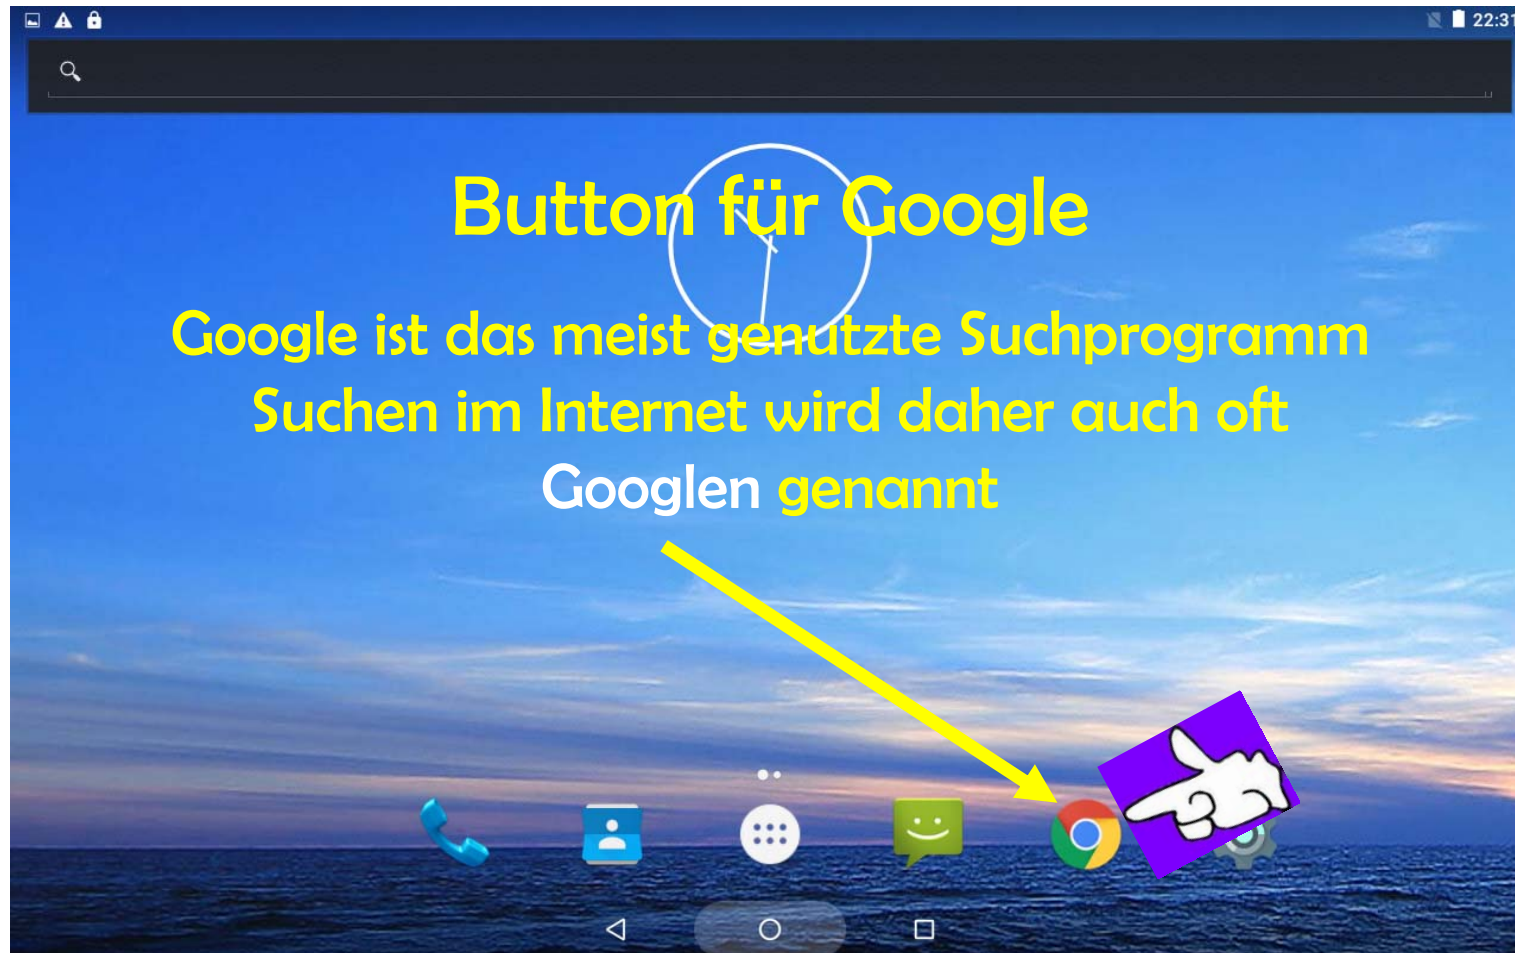 22:31
Button für Google
Google ist das meist genutzte Suchprogramm
Suchen im Internet wird daher auch oft
Googlen genannt